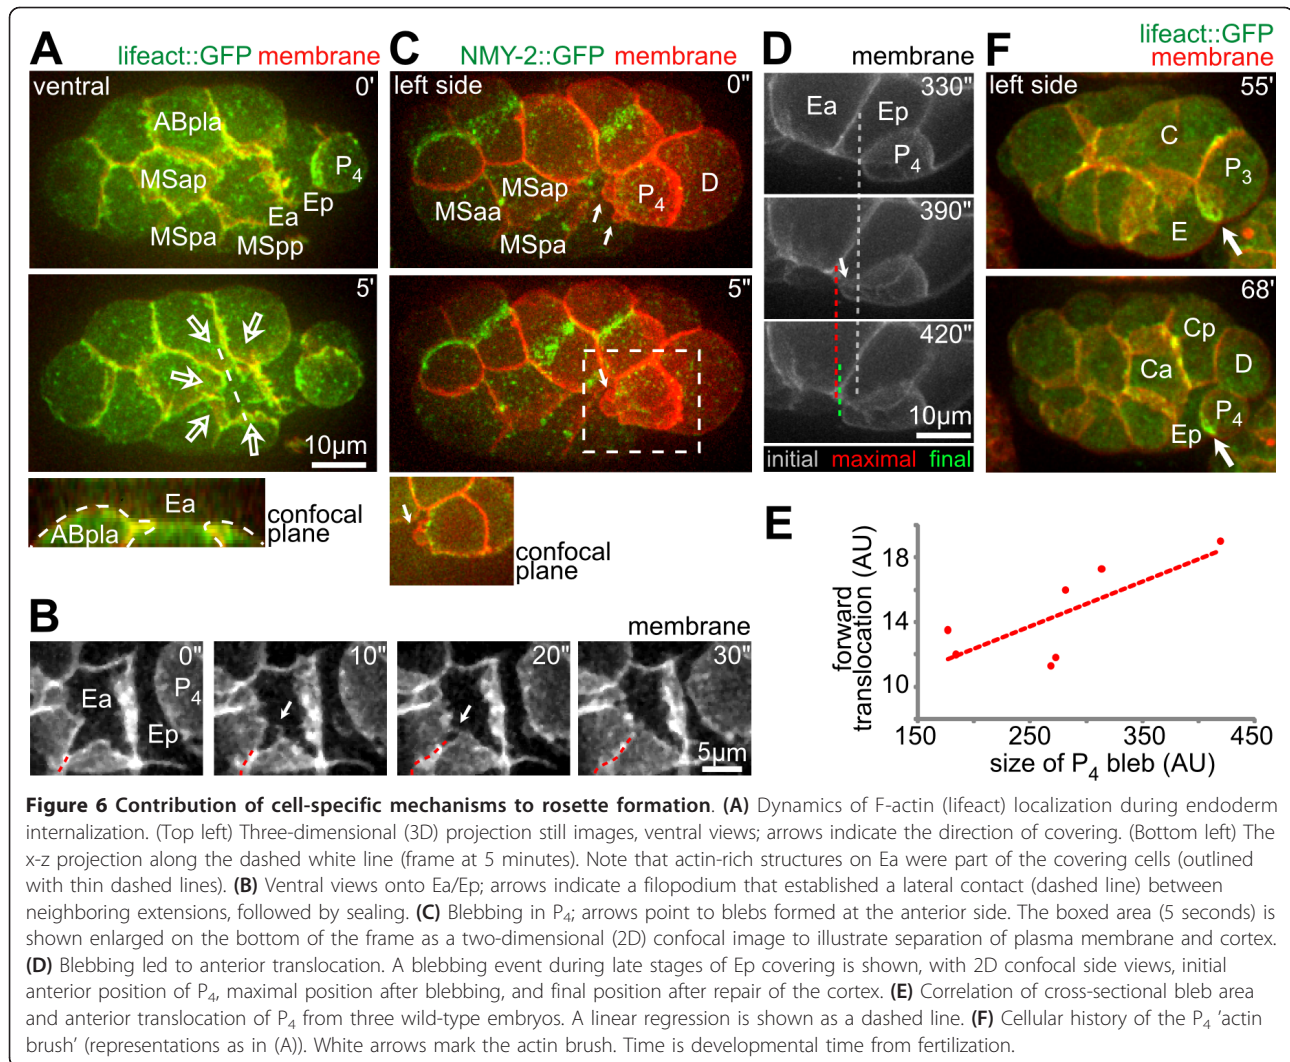 A
lifeact::GFP membrane
ventral
0'
ABpla
MSap
MSpa
MSpp
Ea
Ep
P4
5'
10µm
Ea
ABpla
confocal
plane
C
NMY-2::GFP membrane
left side
0"
MSap
MSaa
MSpa
P4
D
5"
confocal
plane
D
membrane
330"
Ea
Ep
P4
390"
420"
10µm
initial maximal final
F
lifeact::GFP
membrane
left side
55'
C
P3
E
68'
Cp
Ca
D
P4
Ep
B
membrane
0"
Ea
P4
Ep
10"
20"
30"
5µm
E
forward
translocation (AU)
18
14
10
150 250 350 450
size of P4 bleb (AU)
Figure 6 Contribution of cell-specific mechanisms to rosette formation. (A) Dynamics of F-actin (lifeact) localization during endoderm
internalization. (Top left) Three-dimensional (3D) projection still images, ventral views; arrows indicate the direction of covering. (Bottom left) The
x-z projection along the dashed white line (frame at 5 minutes). Note that actin-rich structures on Ea were part of the covering cells (outlined
with thin dashed lines). (B) Ventral views onto Ea/Ep; arrows indicate a filopodium that established a lateral contact (dashed line) between
neighboring extensions, followed by sealing. (C) Blebbing in P4; arrows point to blebs formed at the anterior side. The boxed area (5 seconds) is
shown enlarged on the bottom of the frame as a two-dimensional (2D) confocal image to illustrate separation of plasma membrane and cortex.
(D) Blebbing led to anterior translocation. A blebbing event during late stages of Ep covering is shown, with 2D confocal side views, initial
anterior position of P4, maximal position after blebbing, and final position after repair of the cortex. (E) Correlation of cross-sectional bleb area
and anterior translocation of P4 from three wild-type embryos. A linear regression is shown as a dashed line. (F) Cellular history of the P4 'actin
brush' (representations as in (A)). White arrows mark the actin brush. Time is developmental time from fertilization.